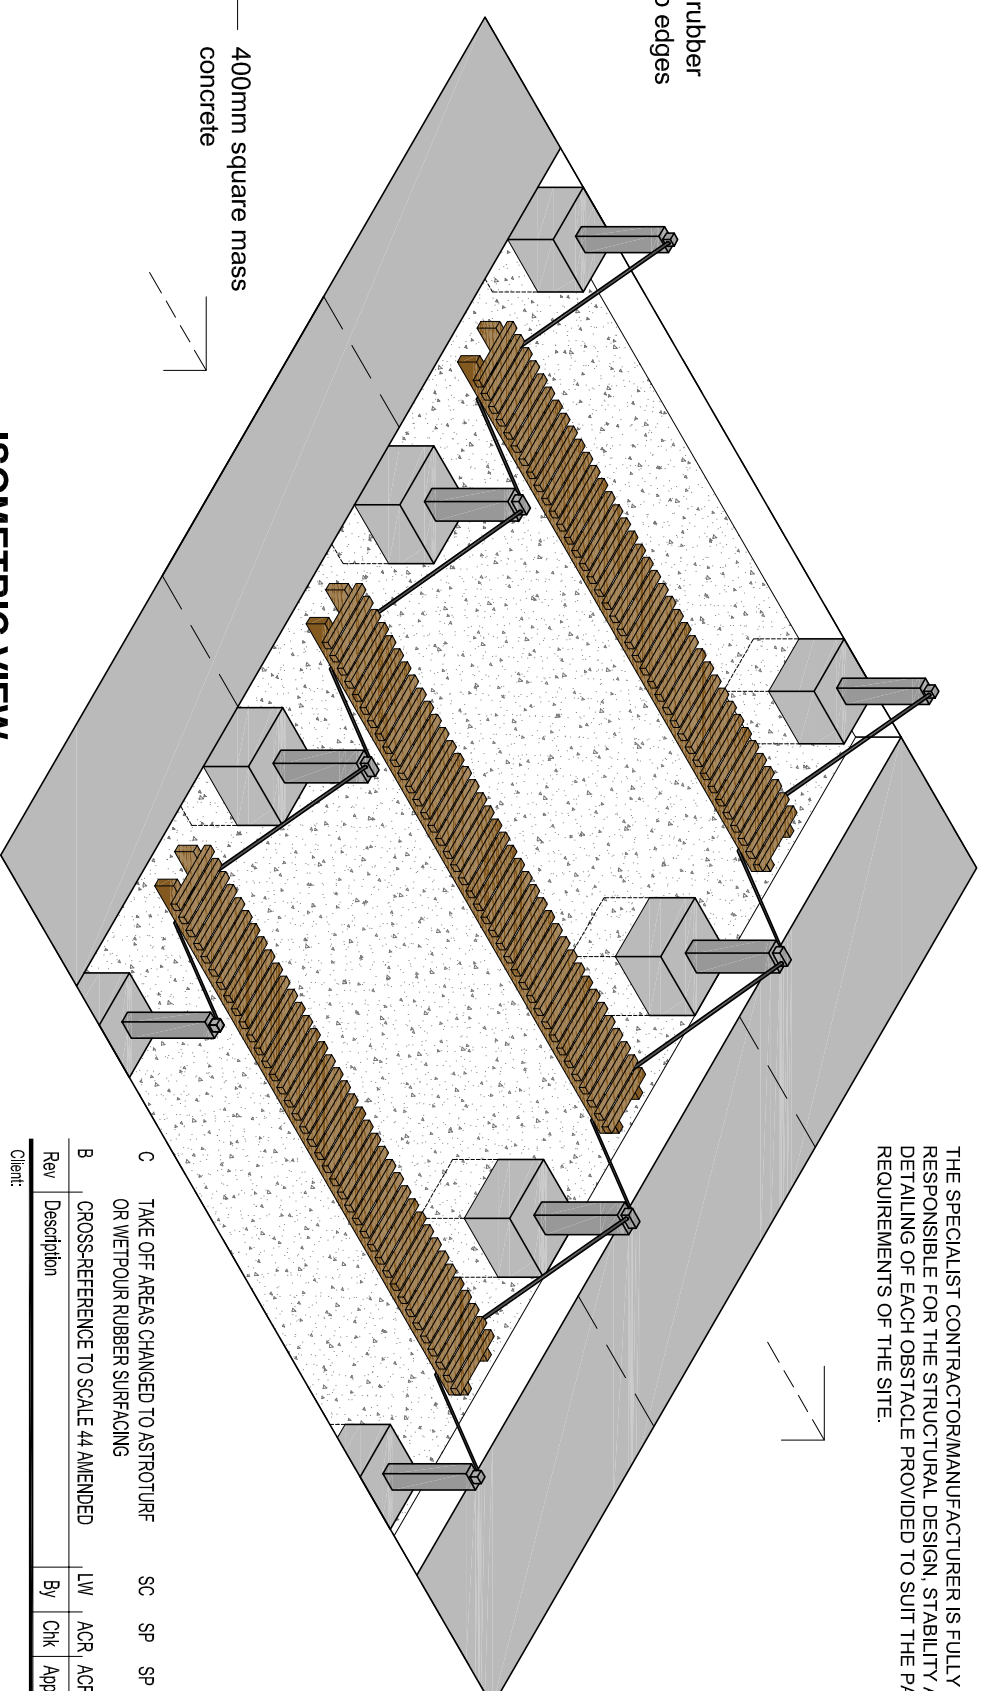 rubber
edges
400mm square mass
concrete
ISOMETRIC VIEW
THE SPECIALIST CONTRACTOR/MANUFACTURER IS FULLY
RESPONSIBLE FOR THE STRUCTURAL DESIGN, STABILITY
DETAILING OF EACH OBSTACLE PROVIDED TO SUIT THE
REQUIREMENTS OF THE SITE.
C TAKE OFF AREAS CHANGED TO ASTROTURF SC SP SP
OR WETPOUR RUBBER SURFACING
B CROSS-REFERENCE TO SCALE 44 AMENDED LW ACR
Rev Description By Chk App
Client: